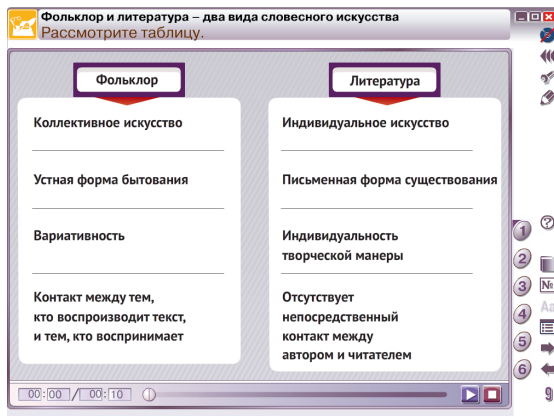 Фольклор и литература – два вида словесного искусства
Рассмотрите таблицу.
Фольклор
Коллективное искусство
Устная форма бытования
Вариативность
Контакт между тем,
кто воспроизводит текст,
и тем, кто воспринимает
Литература
Индивидуальное искусство
Письменная форма существования
Индивидуальность
творческой манеры
Отсутствует
непосредственный
контакт между
автором и читателем
1
2
3
4
5
6
?
№
Аа
00:00 / 00:10